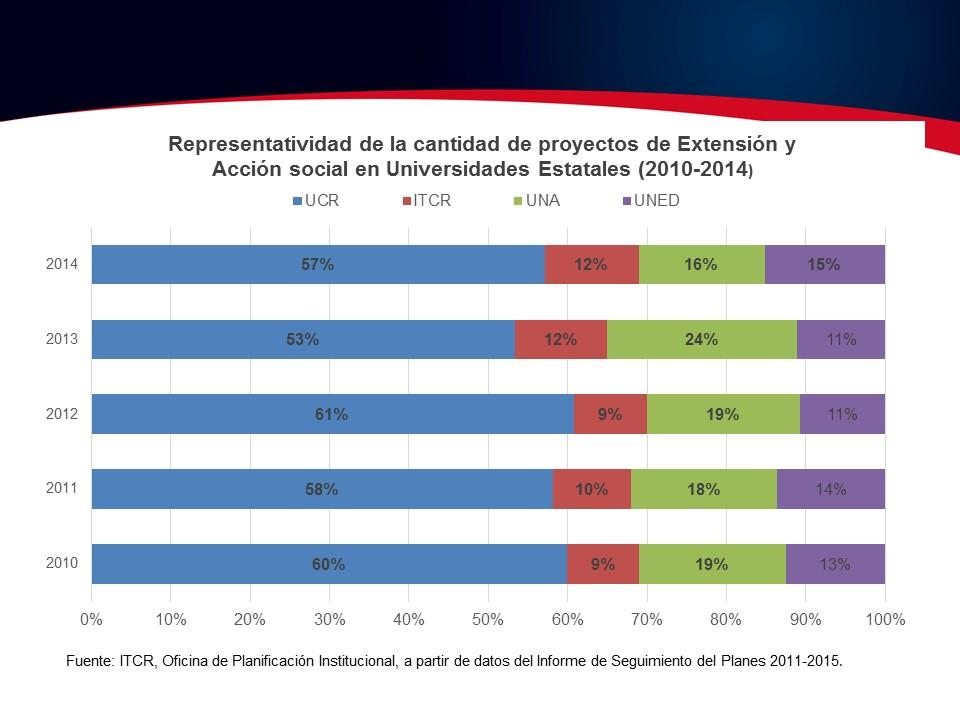 Representatividad de la cantidad de proyectos de Extensión y
Acción social en Universidades Estatales (2010-2014)
UCR ITCR UNA UNED
2014 57% 12% 16% 15%
2013 53% 12% 24% 11%
2012 61% 9% 19% 11%
2011 58% 10% 18% 14%
2010 60% 9% 19% 13%
0% 10% 20% 30% 40% 50% 60% 70% 80% 90% 100%
Fuente: ITCR, Oficina de Planificación Institucional, a partir de datos del Informe de Seguimiento del Planes 2011-2015.